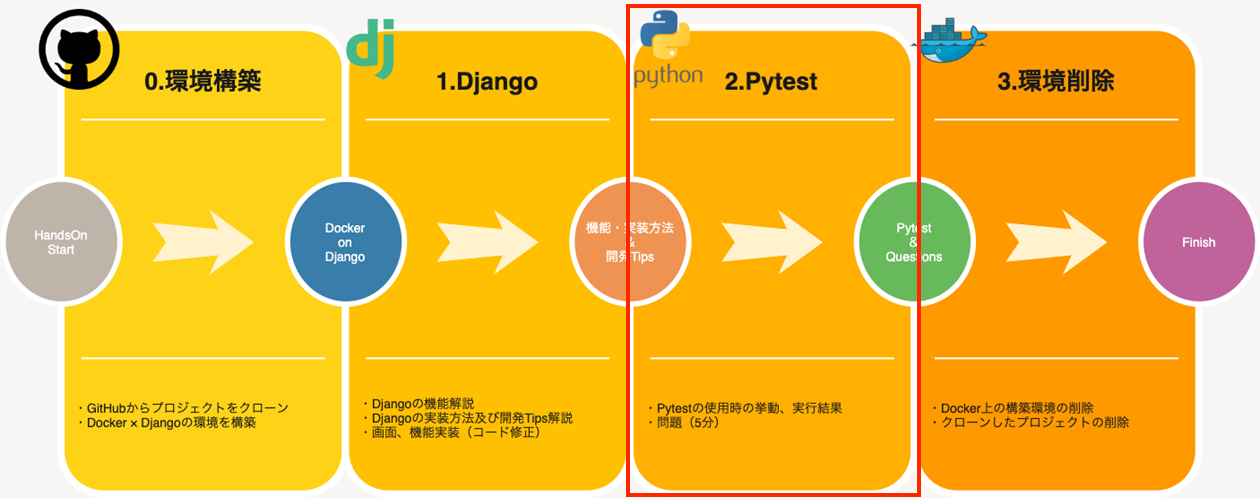 0.環境構築
1.Django
python
2.Pytest
3.環境削除
HandsOn
Start
Docker
on
Django
機能・実装方法
&
開発Tips
Pytest
&
Questions
Finish
・GitHubからプロジェクトをクローン
・Docker × Djangoの環境を構築
・Djangoの機能解説
・Djangoの実装方法及び開発Tips解説
・画面、機能実装（コード修正）
・Pytestの使用時の挙動、実行結果
・問題（5分）
・Docker上の構築環境の削除
・クローンしたプロジェクトの削除